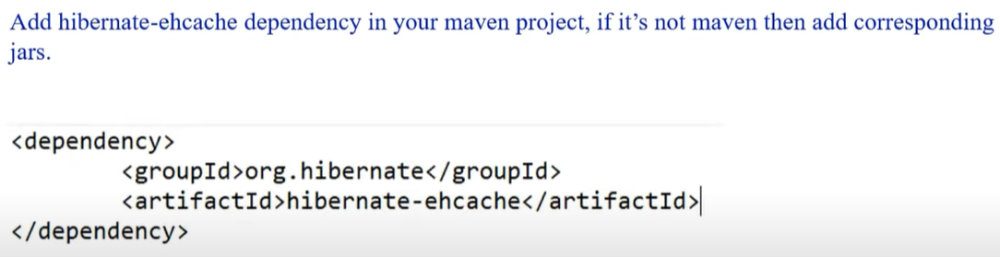 Add hibernate-ehcache dependency in your maven project, if it’s not maven then add corresponding
jars.
<dependency>
<groupId>org.hibernate</groupId>
<artifactId>hibernate-ehcache</artifactId>
</dependency>